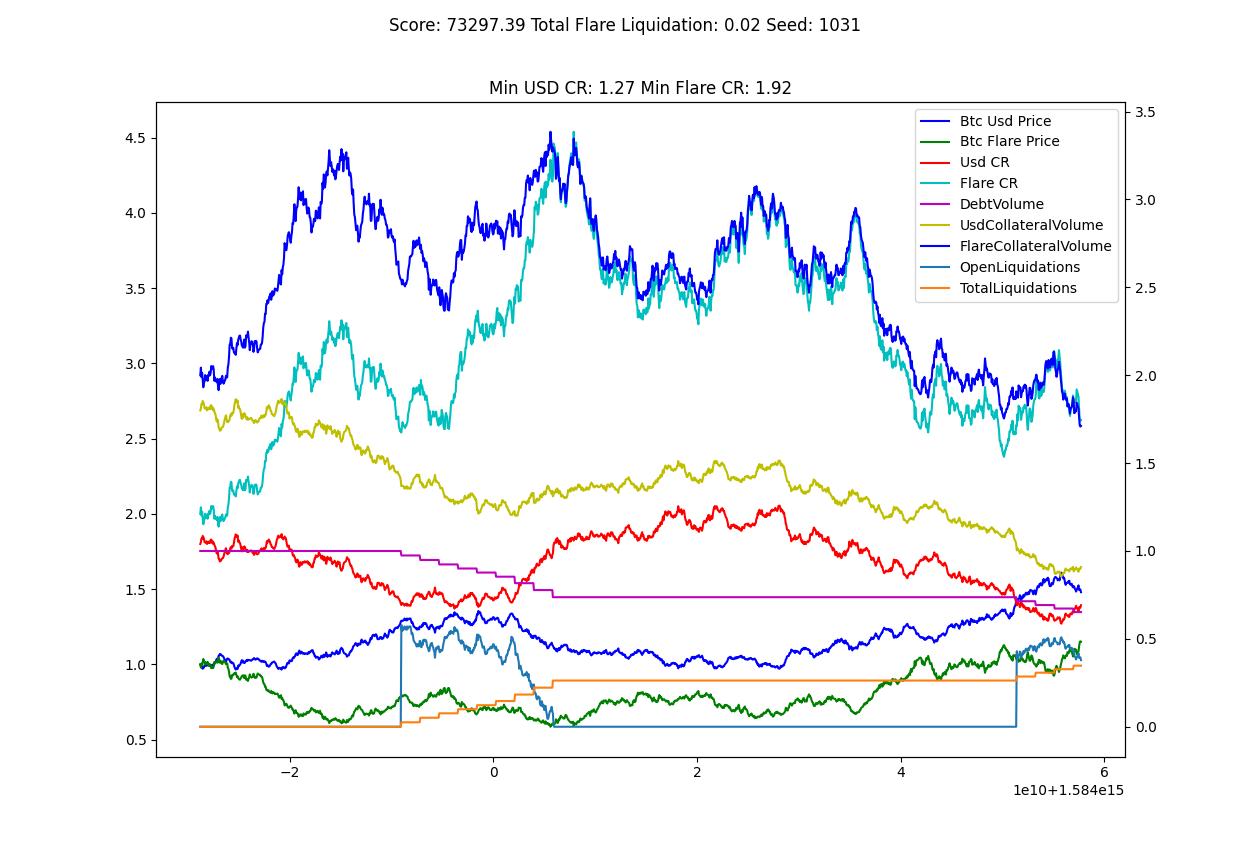 Score: 73297.39 Total Flare Liquidation: 0.02 Seed: 1031
Min USD CR: 1.27 Min Flare CR: 1.92
4.5
4.0
3.5
3.0
2.5
2.0
1.5
1.0
0.5
3.5
3.0
2.5
2.0
1.5
1.0
0.5
0.0
Btc Usd Price
Btc Flare Price
Usd CR
Flare CR
DebtVolume
UsdCollateralVolume
FlareCollateralVolume
OpenLiquidations
TotalLiquidations
−2 0 2 4 6
1e10+1.584e15